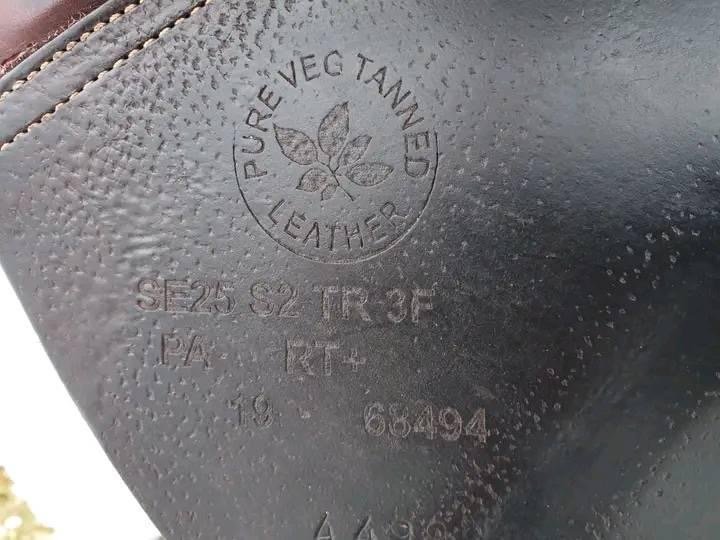 PURE VEG TANNED
LEATHER
SE25 S2 TR 3F
PA RT+
19 68494